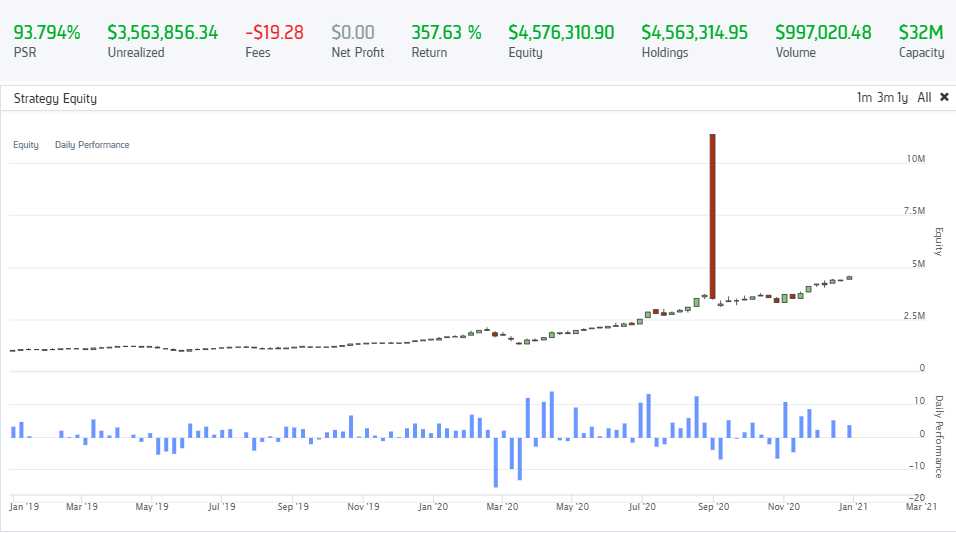 93.794% $3,563,856.34 -$19.28 $0.00 357.63 % $4,576,310.90 $4,563,314.95 $997,020.48 $32M
PSR Unrealized Fees Net Profit Return Equity Holdings Volume Capacity
Strategy Equity 1m 3m 1y All ✖
Equity Daily Performance
10M
7.5M
Equity
5M
2.5M
0
10
Daily Performance
0
-10
-20
Jan '19 Mar '19 May '19 Jul '19 Sep '19 Nov '19 Jan '20 Mar '20 May '20 Jul '20 Sep '20 Nov '20 Jan '21 Mar '21